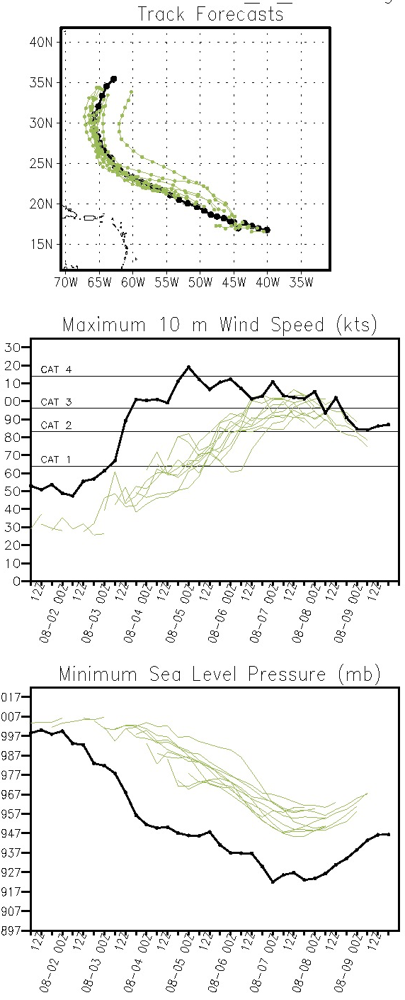 Track Forecasts
40N
35N
30N
25N
20N
15N
70W 65W 60W 55W 50W 45W 40W 35W
Maximum 10 m Wind Speed (kts)
30
20
10
00
90
80
70
60
50
40
30
20
10
0
CAT 4
CAT 3
CAT 2
CAT 1
12Z 08-02 00Z 12Z 08-03 00Z 12Z 08-04 00Z 12Z 08-05 00Z 12Z 08-06 00Z 12Z 08-07 00Z 12Z 08-08 00Z 12Z 08-09 00Z 12Z
Minimum Sea Level Pressure (mb)
017
007
997
987
977
967
957
947
937
927
917
907
897
12Z 08-02 00Z 12Z 08-03 00Z 12Z 08-04 00Z 12Z 08-05 00Z 12Z 08-06 00Z 12Z 08-07 00Z 12Z 08-08 00Z 12Z 08-09 00Z 12Z